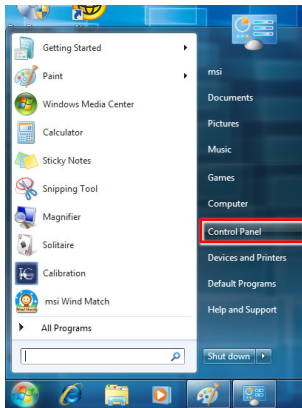 Getting Started
Paint
Windows Media Center
Calculator
Sticky Notes
Snipping Tool
Magnifier
Solitaire
Calibration
msi Wind Match
All Programs
msi
Documents
Pictures
Music
Games
Computer
Control Panel
Devices and Printers
Default Programs
Help and Support
Shut down